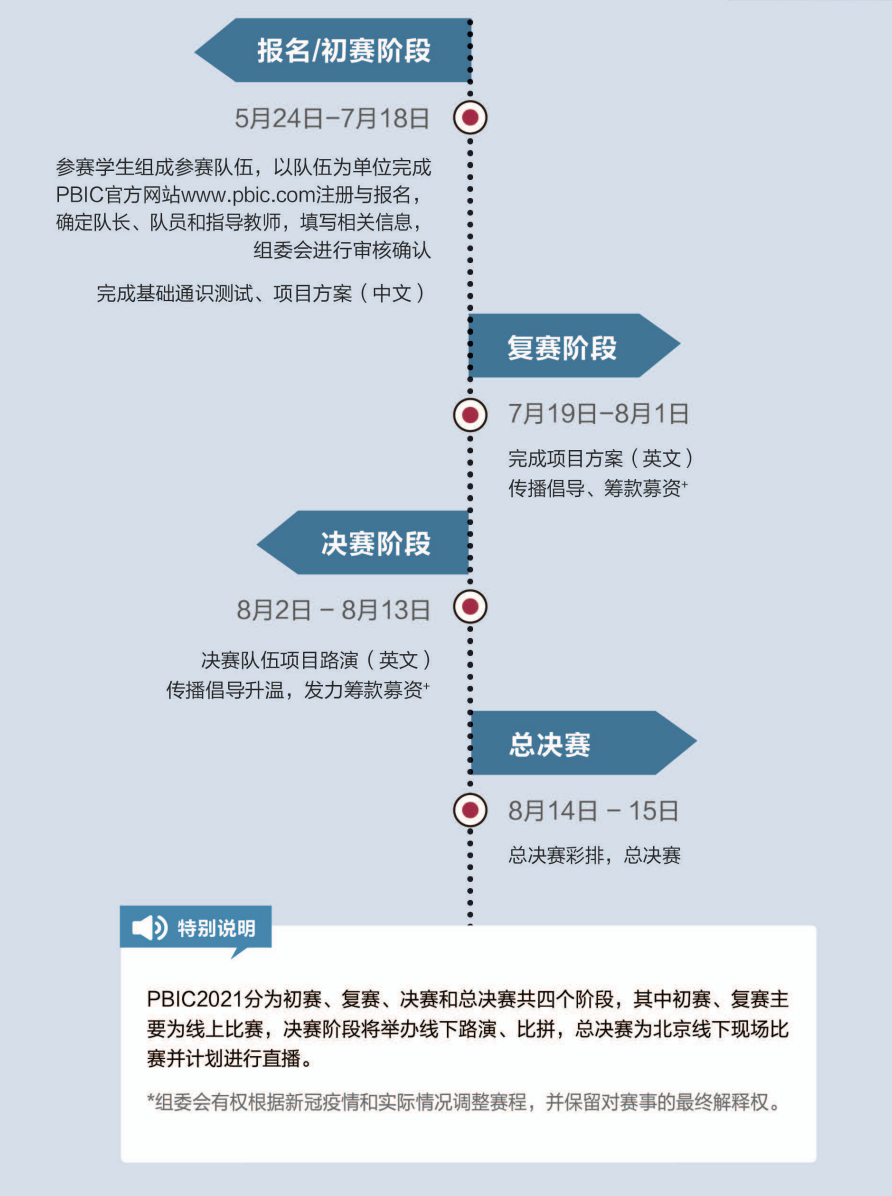 报名/初赛阶段
5月24日-7月18日
参赛学生组成参赛队伍，以队伍为单位完成
PBIC官方网站www.pbic.com注册与报名，
确定队长、队员和指导教师，填写相关信息，
组委会进行审核确认
完成基础通识测试、项目方案（中文）
复赛阶段
7月19日-8月1日
完成项目方案（英文）
传播倡导、筹款募资+
决赛阶段
8月2日 - 8月13日
决赛队伍项目路演（英文）
传播倡导升温，发力筹款募资+
总决赛
8月14日 - 15日
总决赛彩排，总决赛
特别说明
PBIC2021分为初赛、复赛、决赛和总决赛共四个阶段，其中初赛、复赛主
要为线上比赛，决赛阶段将举办线下路演、比拼，总决赛为北京线下现场比
赛并计划进行直播。
*组委会有权根据新冠疫情和实际情况调整赛程，并保留对赛事的最终解释权。